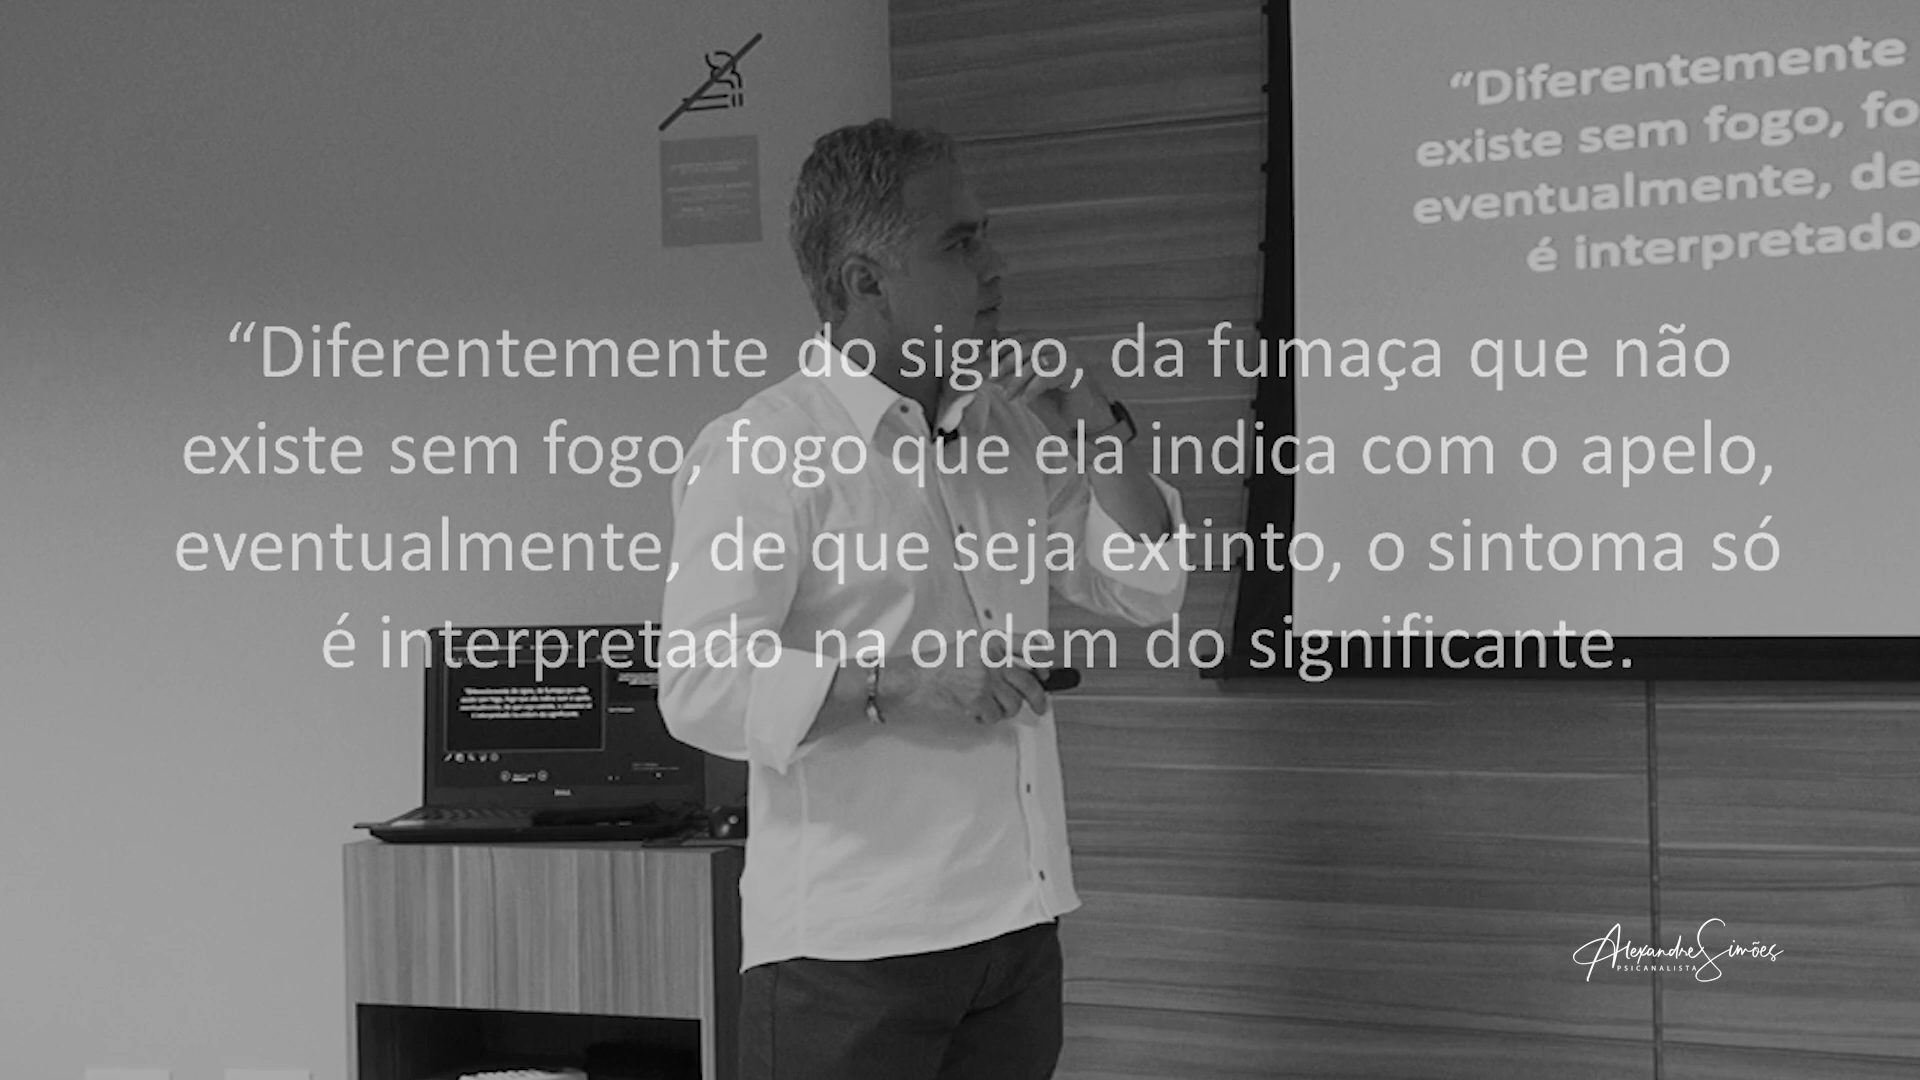 “Diferentemente
existe sem fogo, fo
eventualmente, de
é interpretado
“Diferentemente do signo, da fumaça que não
existe sem fogo, fogo que ela indica com o apelo,
eventualmente, de que seja extinto, o sintoma só
é interpretado na ordem do significante.
DELL
Alexandre Simões
PSICANALISTA